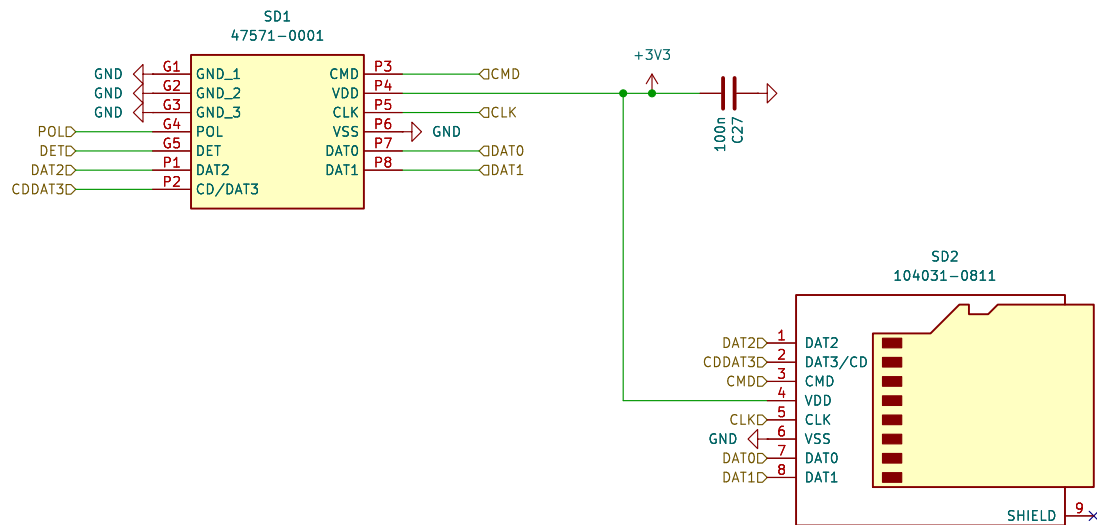 SD1
47571-0001
GND G1 GND_1 CMD P3 CMD
GND G2 GND_2 VDD P4
GND G3 GND_3 CLK P5 CLK
POL G4 POL VSS P6 GND
DET G5 DET DAT0 P7 DAT0
DAT2 P1 DAT2 DAT1 P8 DAT1
CDDAT3 P2 CD/DAT3
+3V3
100n
C27
SD2
104031-0811
DAT2 1 DAT2
CDDAT3 2 DAT3/CD
CMD 3 CMD
4 VDD
CLK 5 CLK
GND 6 VSS
DAT0 7 DAT0
DAT1 8 DAT1
SHIELD 9